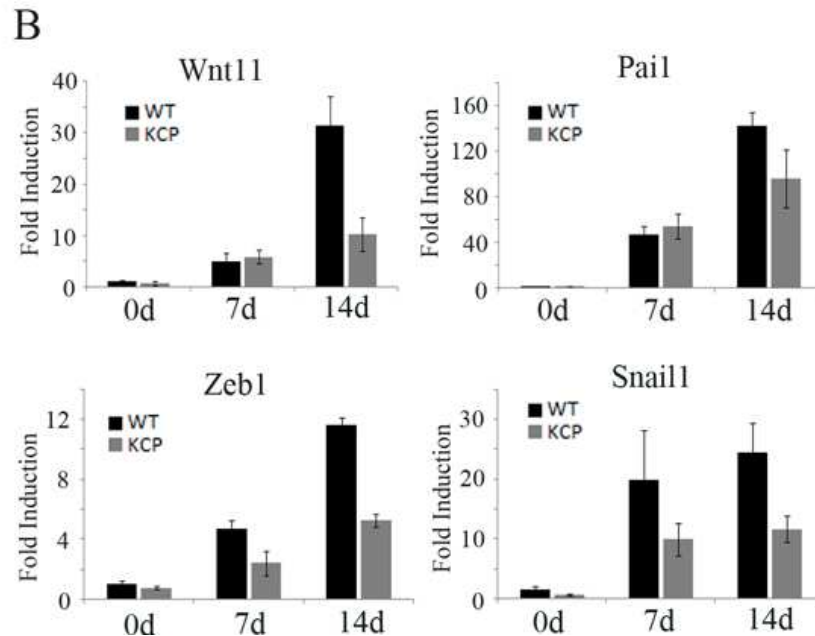 B
Wnt11
Fold Induction
40
30
20
10
0
WT
KCP
0d 7d 14d
Pai1
Fold Induction
160
120
80
40
0
WT
KCP
0d 7d 14d
Zeb1
Fold Induction
12
8
4
0
WT
KCP
0d 7d 14d
Snail1
Fold Induction
30
20
10
0
WT
KCP
0d 7d 14d